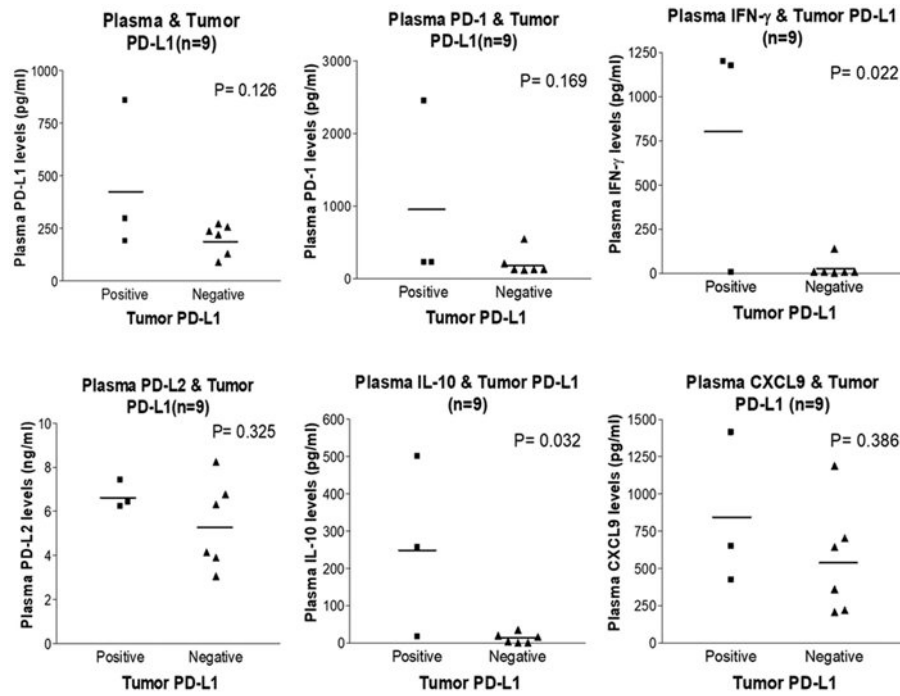 Plasma & Tumor
PD-L1(n=9)
P= 0.126
Plasma PD-L1 levels (pg/ml)
1000
750
500
250
0
Positive
Negative
Tumor PD-L1
Plasma PD-1 & Tumor
PD-L1(n=9)
P= 0.169
Plasma PD-1 levels (pg/ml)
3000
2000
1000
0
Positive
Negative
Tumor PD-L1
Plasma IFN-γ & Tumor PD-L1
(n=9)
P= 0.022
Plasma IFN-γ levels (pg/ml)
1250
1000
750
500
250
0
Positive
Negative
Tumor PD-L1
Plasma PD-L2 & Tumor
PD-L1(n=9)
P= 0.325
Plasma PD-L2 levels (ng/ml)
10
8
6
4
2
0
Positive
Negative
Tumor PD-L1
Plasma IL-10 & Tumor PD-L1
(n=9)
P= 0.032
Plasma IL-10 levels (pg/ml)
600
500
400
300
200
100
0
Positive
Negative
Tumor PD-L1
Plasma CXCL9 & Tumor
PD-L1 (n=9)
P= 0.386
Plasma CXCL9 levels (pg/ml)
1500
1250
1000
750
500
250
0
Positive
Negative
Tumor PD-L1